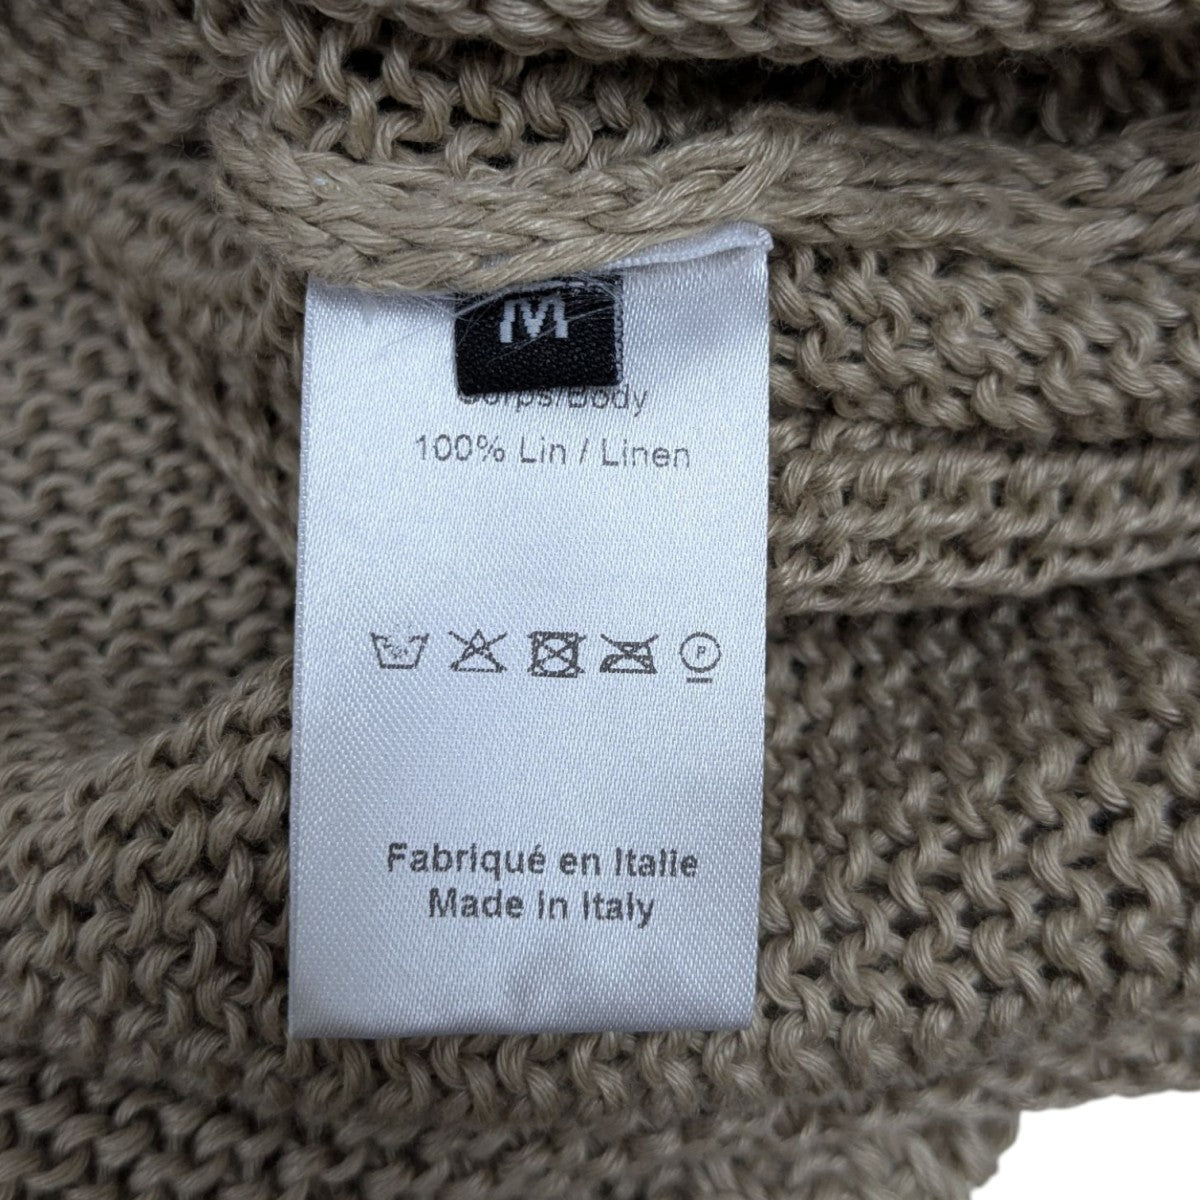 M
Corps/Body
100% Lin / Linen
P
Fabriqué en Italie
Made in Italy